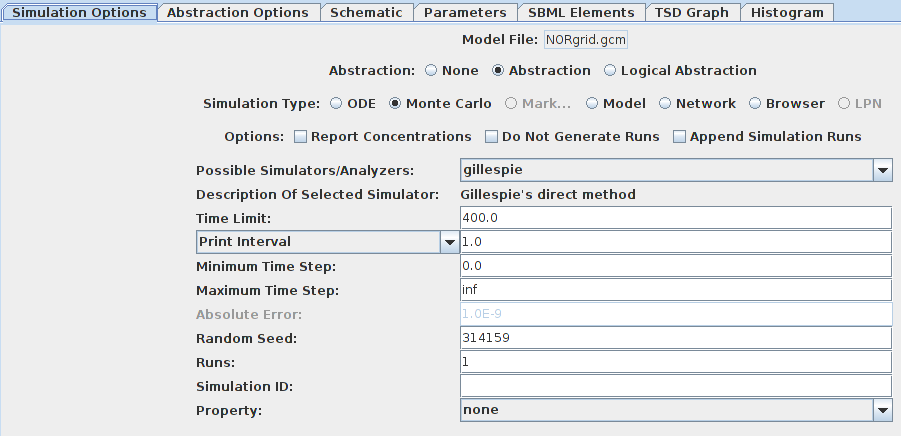 Simulation Options Abstraction Options Schematic Parameters SBML Elements TSD Graph Histogram
Model File: NORgrid.gcm
Abstraction: None Abstraction Logical Abstraction
Simulation Type: ODE Monte Carlo Mark... Model Network Browser LPN
Options: Report Concentrations Do Not Generate Runs Append Simulation Runs
Possible Simulators/Analyzers: gillespie
Description Of Selected Simulator: Gillespie's direct method
Time Limit: 400.0
Print Interval 1.0
Minimum Time Step: 0.0
Maximum Time Step: inf
Absolute Error: 1.0E-9
Random Seed: 314159
Runs: 1
Simulation ID:
Property: none